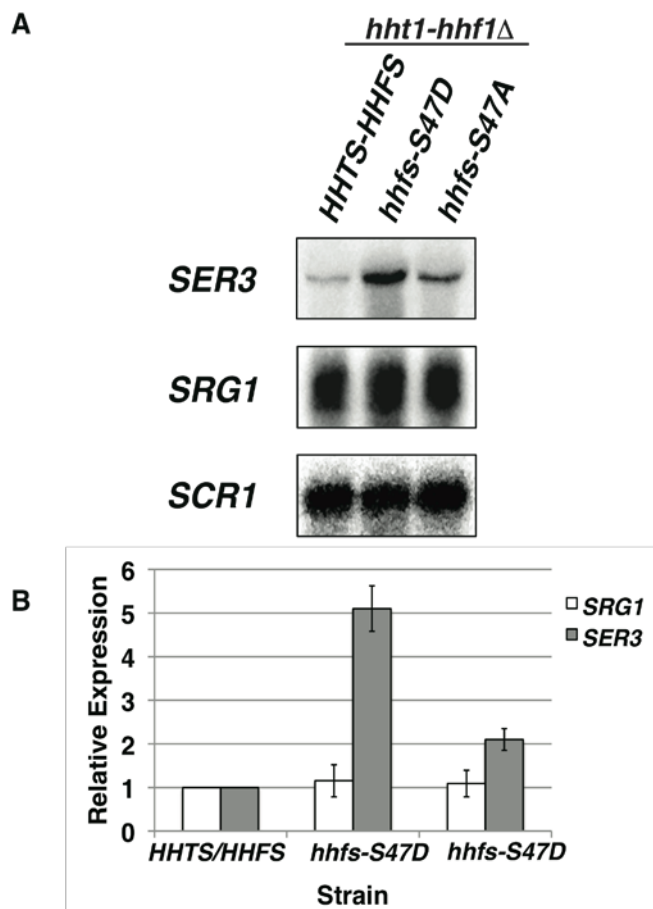 A
hht1-hhf1Δ
HHTS-HHFS
hhfs-S47D
hhfs-S47A
SER3
SRG1
SCR1
B
6
5
4
3
2
1
0
Relative Expression
SRG1
SER3
HHTS/HHFS
hhfs-S47D
hhfs-S47D
Strain